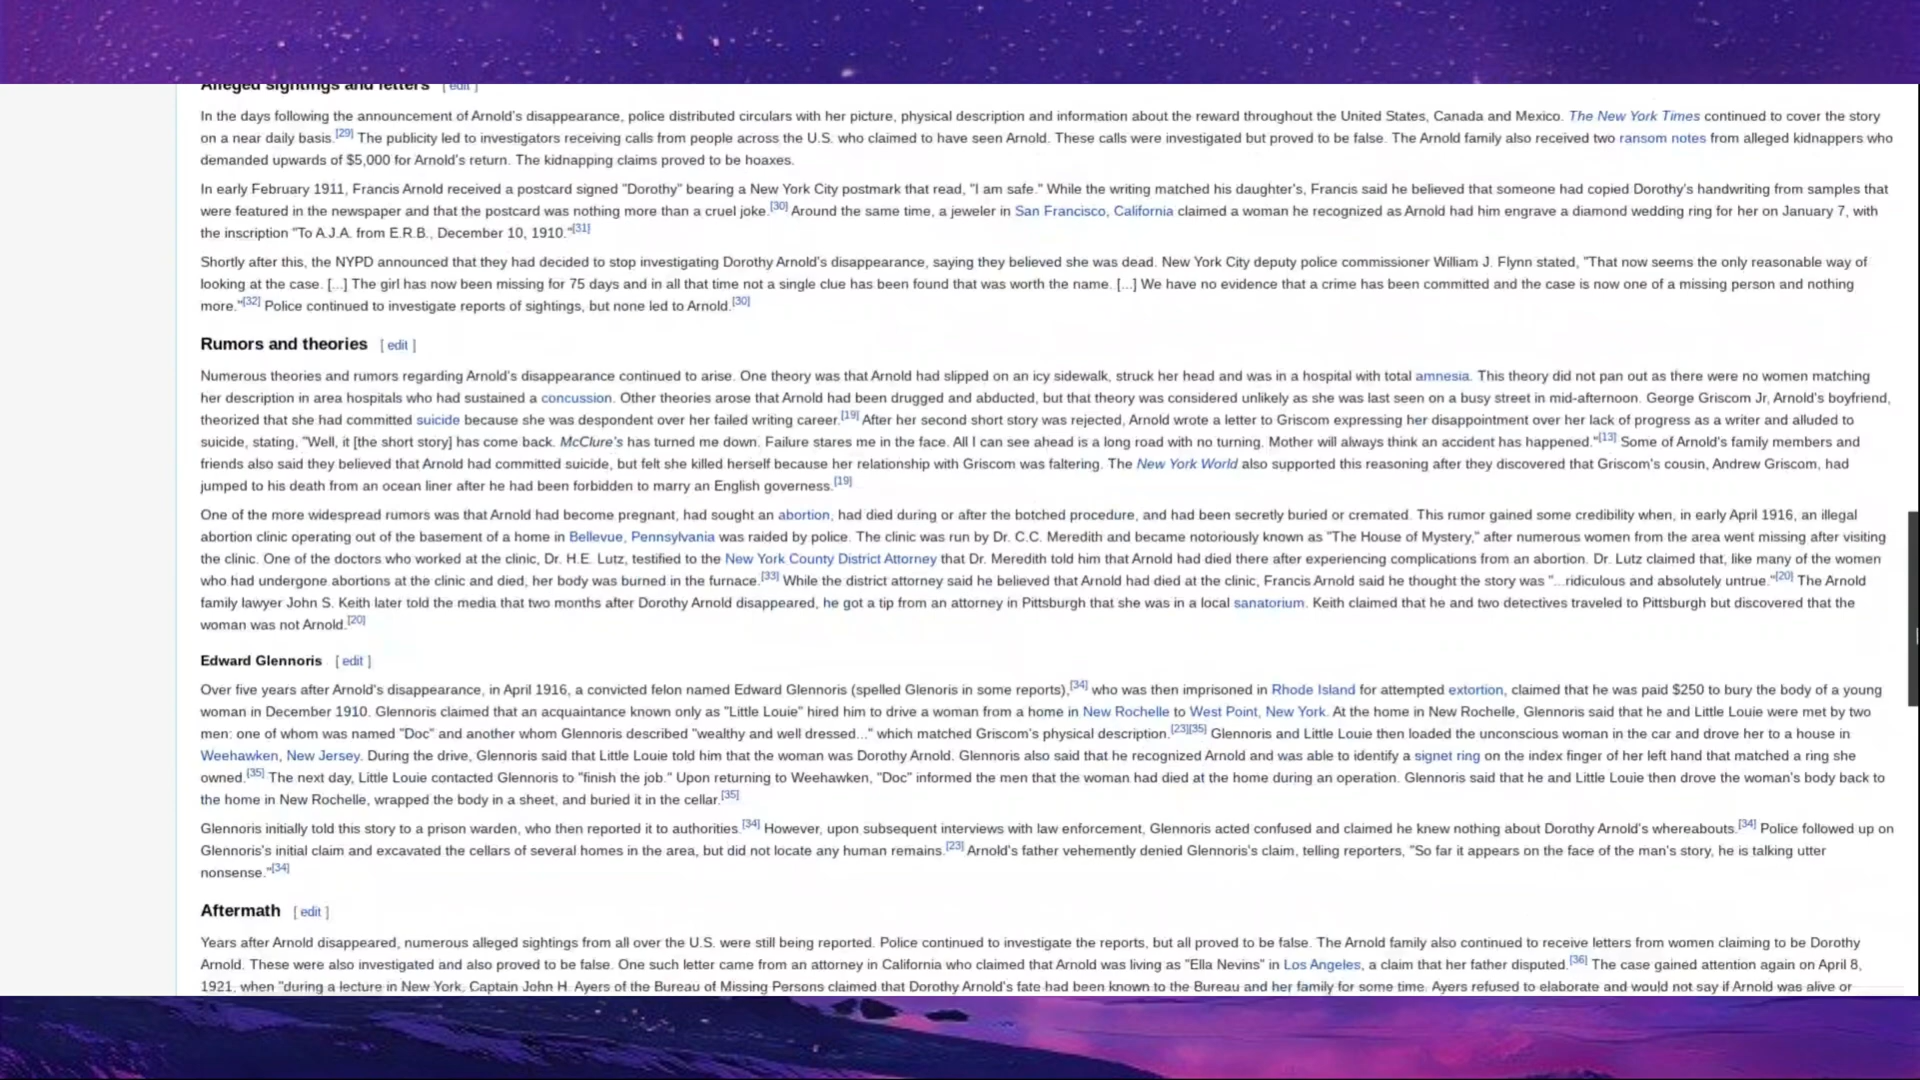 Alleged sightings and letters [ edit ]
In the days following the announcement of Arnold's disappearance, police distributed circulars with her picture, physical description and information about the reward throughout the United States, Canada and Mexico. The New York Times continued to cover the story
on a near daily basis.[29] The publicity led to investigators receiving calls from people across the U.S. who claimed to have seen Arnold. These calls were investigated but proved to be false. The Arnold family also received two ransom notes from alleged kidnappers who
demanded upwards of $5,000 for Arnold's return. The kidnapping claims proved to be hoaxes.
In early February 1911, Francis Arnold received a postcard signed "Dorothy" bearing a New York City postmark that read, "I am safe." While the writing matched his daughter's, Francis said he believed that someone had copied Dorothy's handwriting from samples that
were featured in the newspaper and that the postcard was nothing more than a cruel joke.[30] Around the same time, a jeweler in San Francisco, California claimed a woman he recognized as Arnold had him engrave a diamond wedding ring for her on January 7, with
the inscription "To A.J.A. from E.R.B., December 10, 1910."[31]
Shortly after this, the NYPD announced that they had decided to stop investigating Dorothy Arnold's disappearance, saying they believed she was dead. New York City deputy police commissioner William J. Flynn stated, "That now seems the only reasonable way of
looking at the case. [...] The girl has now been missing for 75 days and in all that time not a single clue has been found that was worth the name. [...] We have no evidence that a crime has been committed and the case is now one of a missing person and nothing
more."[32] Police continued to investigate reports of sightings, but none led to Arnold.[30]
Rumors and theories [ edit ]
Numerous theories and rumors regarding Arnold's disappearance continued to arise. One theory was that Arnold had slipped on an icy sidewalk, struck her head and was in a hospital with total amnesia. This theory did not pan out as there were no women matching
her description in area hospitals who had sustained a concussion. Other theories arose that Arnold had been drugged and abducted, but that theory was considered unlikely as she was last seen on a busy street in mid-afternoon. George Griscom Jr, Arnold's boyfriend,
theorized that she had committed suicide because she was despondent over her failed writing career.[19] After her second short story was rejected, Arnold wrote a letter to Griscom expressing her disappointment over her lack of progress as a writer and alluded to
suicide, stating, "Well, it [the short story] has come back. McClure's has turned me down. Failure stares me in the face. All I can see ahead is a long road with no turning. Mother will always think an accident has happened."[13] Some of Arnold's family members and
friends also said they believed that Arnold had committed suicide, but felt she killed herself because her relationship with Griscom was faltering. The New York World also supported this reasoning after they discovered that Griscom's cousin, Andrew Griscom, had
jumped to his death from an ocean liner after he had been forbidden to marry an English governess.[19]
One of the more widespread rumors was that Arnold had become pregnant, had sought an abortion, had died during or after the botched procedure, and had been secretly buried or cremated. This rumor gained some credibility when, in early April 1916, an illegal
abortion clinic operating out of the basement of a home in Bellevue, Pennsylvania was raided by police. The clinic was run by Dr. C.C. Meredith and became notoriously known as "The House of Mystery," after numerous women from the area went missing after visiting
the clinic. One of the doctors who worked at the clinic, Dr. H.E. Lutz, testified to the New York County District Attorney that Dr. Meredith told him that Arnold had died there after experiencing complications from an abortion. Dr. Lutz claimed that, like many of the women
who had undergone abortions at the clinic and died, her body was burned in the furnace.[33] While the district attorney said he believed that Arnold had died at the clinic, Francis Arnold said he thought the story was "...ridiculous and absolutely untrue."[20] The Arnold
family lawyer John S. Keith later told the media that two months after Dorothy Arnold disappeared, he got a tip from an attorney in Pittsburgh that she was in a local sanatorium. Keith claimed that he and two detectives traveled to Pittsburgh but discovered that the
woman was not Arnold.[20]
Edward Glennoris [ edit ]
Over five years after Arnold's disappearance, in April 1916, a convicted felon named Edward Glennoris (spelled Glenoris in some reports),[34] who was then imprisoned in Rhode Island for attempted extortion, claimed that he was paid $250 to bury the body of a young
woman in December 1910. Glennoris claimed that an acquaintance known only as "Little Louie" hired him to drive a woman from a home in New Rochelle to West Point, New York. At the home in New Rochelle, Glennoris said that he and Little Louie were met by two
men: one of whom was named "Doc" and another whom Glennoris described "wealthy and well dressed..." which matched Griscom's physical description.[23][35] Glennoris and Little Louie then loaded the unconscious woman in the car and drove her to a house in
Weehawken, New Jersey. During the drive, Glennoris said that Little Louie told him that the woman was Dorothy Arnold. Glennoris also said that he recognized Arnold and was able to identify a signet ring on the index finger of her left hand that matched a ring she
owned.[35] The next day, Little Louie contacted Glennoris to "finish the job." Upon returning to Weehawken, "Doc" informed the men that the woman had died at the home during an operation. Glennoris said that he and Little Louie then drove the woman's body back to
the home in New Rochelle, wrapped the body in a sheet, and buried it in the cellar.[35]
Glennoris initially told this story to a prison warden, who then reported it to authorities.[34] However, upon subsequent interviews with law enforcement, Glennoris acted confused and claimed he knew nothing about Dorothy Arnold's whereabouts.[34] Police followed up on
Glennoris's initial claim and excavated the cellars of several homes in the area, but did not locate any human remains.[23] Arnold's father vehemently denied Glennoris's claim, telling reporters, "So far it appears on the face of the man's story, he is talking utter
nonsense."[34]
Aftermath [ edit ]
Years after Arnold disappeared, numerous alleged sightings from all over the U.S. were still being reported. Police continued to investigate the reports, but all proved to be false. The Arnold family also continued to receive letters from women claiming to be Dorothy
Arnold. These were also investigated and also proved to be false. One such letter came from an attorney in California who claimed that Arnold was living as "Ella Nevins" in Los Angeles, a claim that her father disputed.[36] The case gained attention again on April 8,
1921, when "during a lecture in New York, Captain John H. Ayers of the Bureau of Missing Persons claimed that Dorothy Arnold's fate had been known to the Bureau and her family for some time. Ayers refused to elaborate and would not say if Arnold was alive or